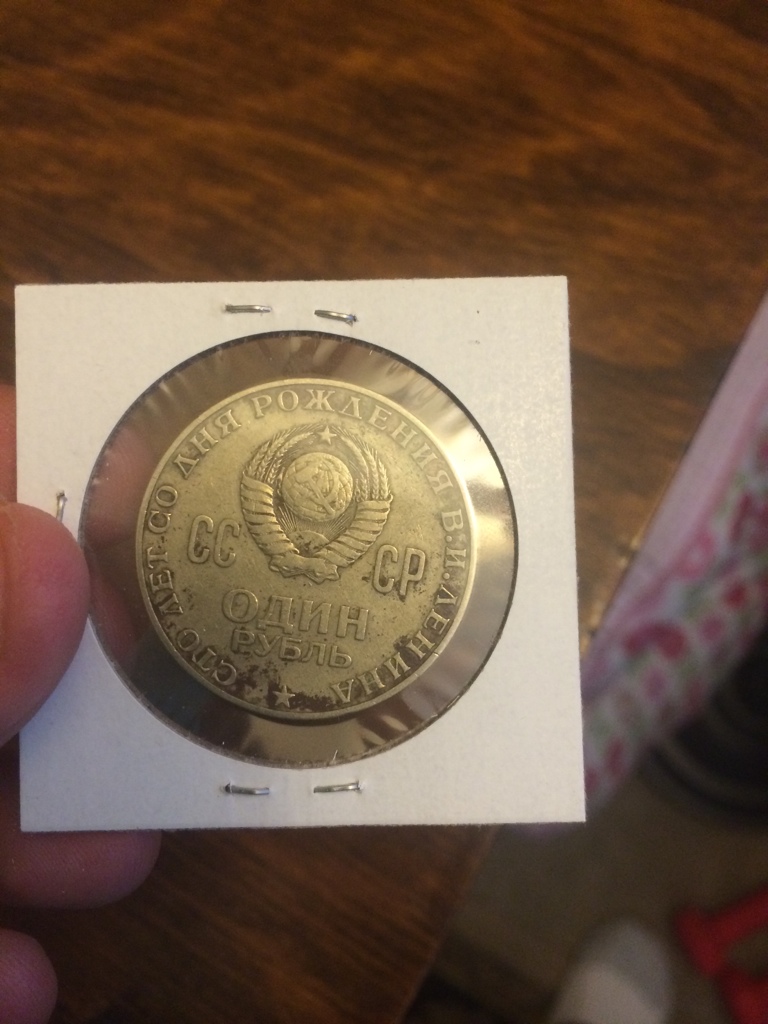 СТО ЛЕТ СО ДНЯ РОЖДЕНИЯ В.И.ЛЕНИНА
СС СР
ОДИН
РУБЛЬ